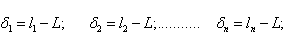 δ₁ = l₁ − L; δ₂ = l₂ − L;........... δₙ = lₙ − L;